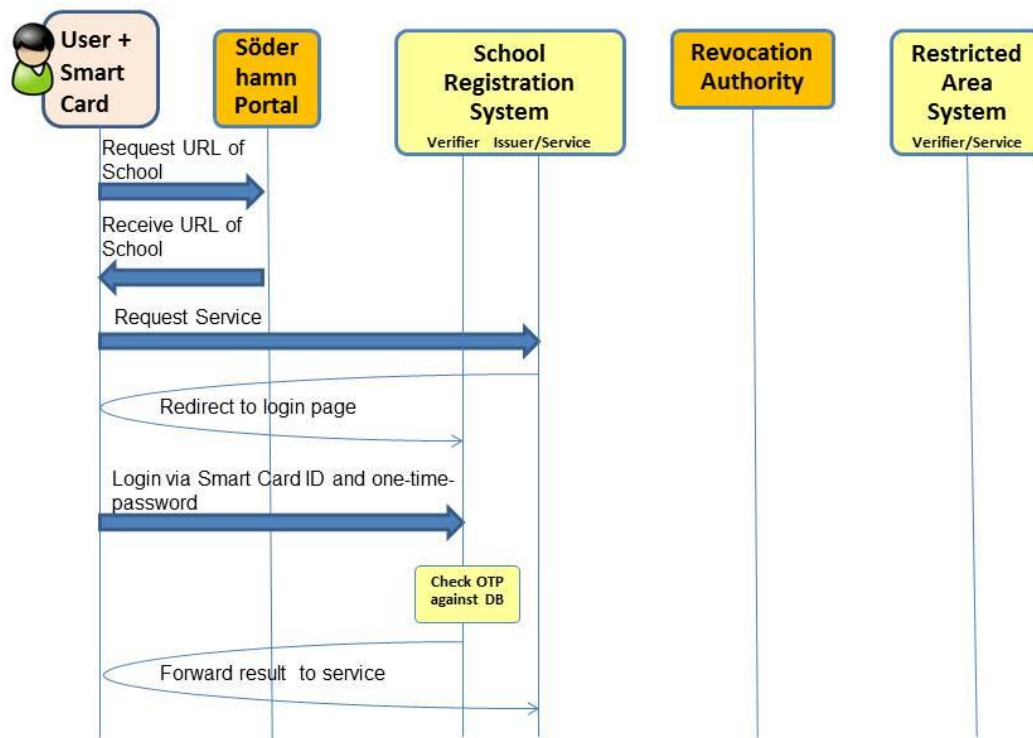 User +
Smart
Card
Söder
hamn
Portal
School
Registration
System
Verifier Issuer/Service
Revocation
Authority
Restricted
Area
System
Verifier/Service
Request URL of
School
Receive URL of
School
Request Service
Redirect to login page
Login via Smart Card ID and one-time-
password
Check OTP
against DB
Forward result to service